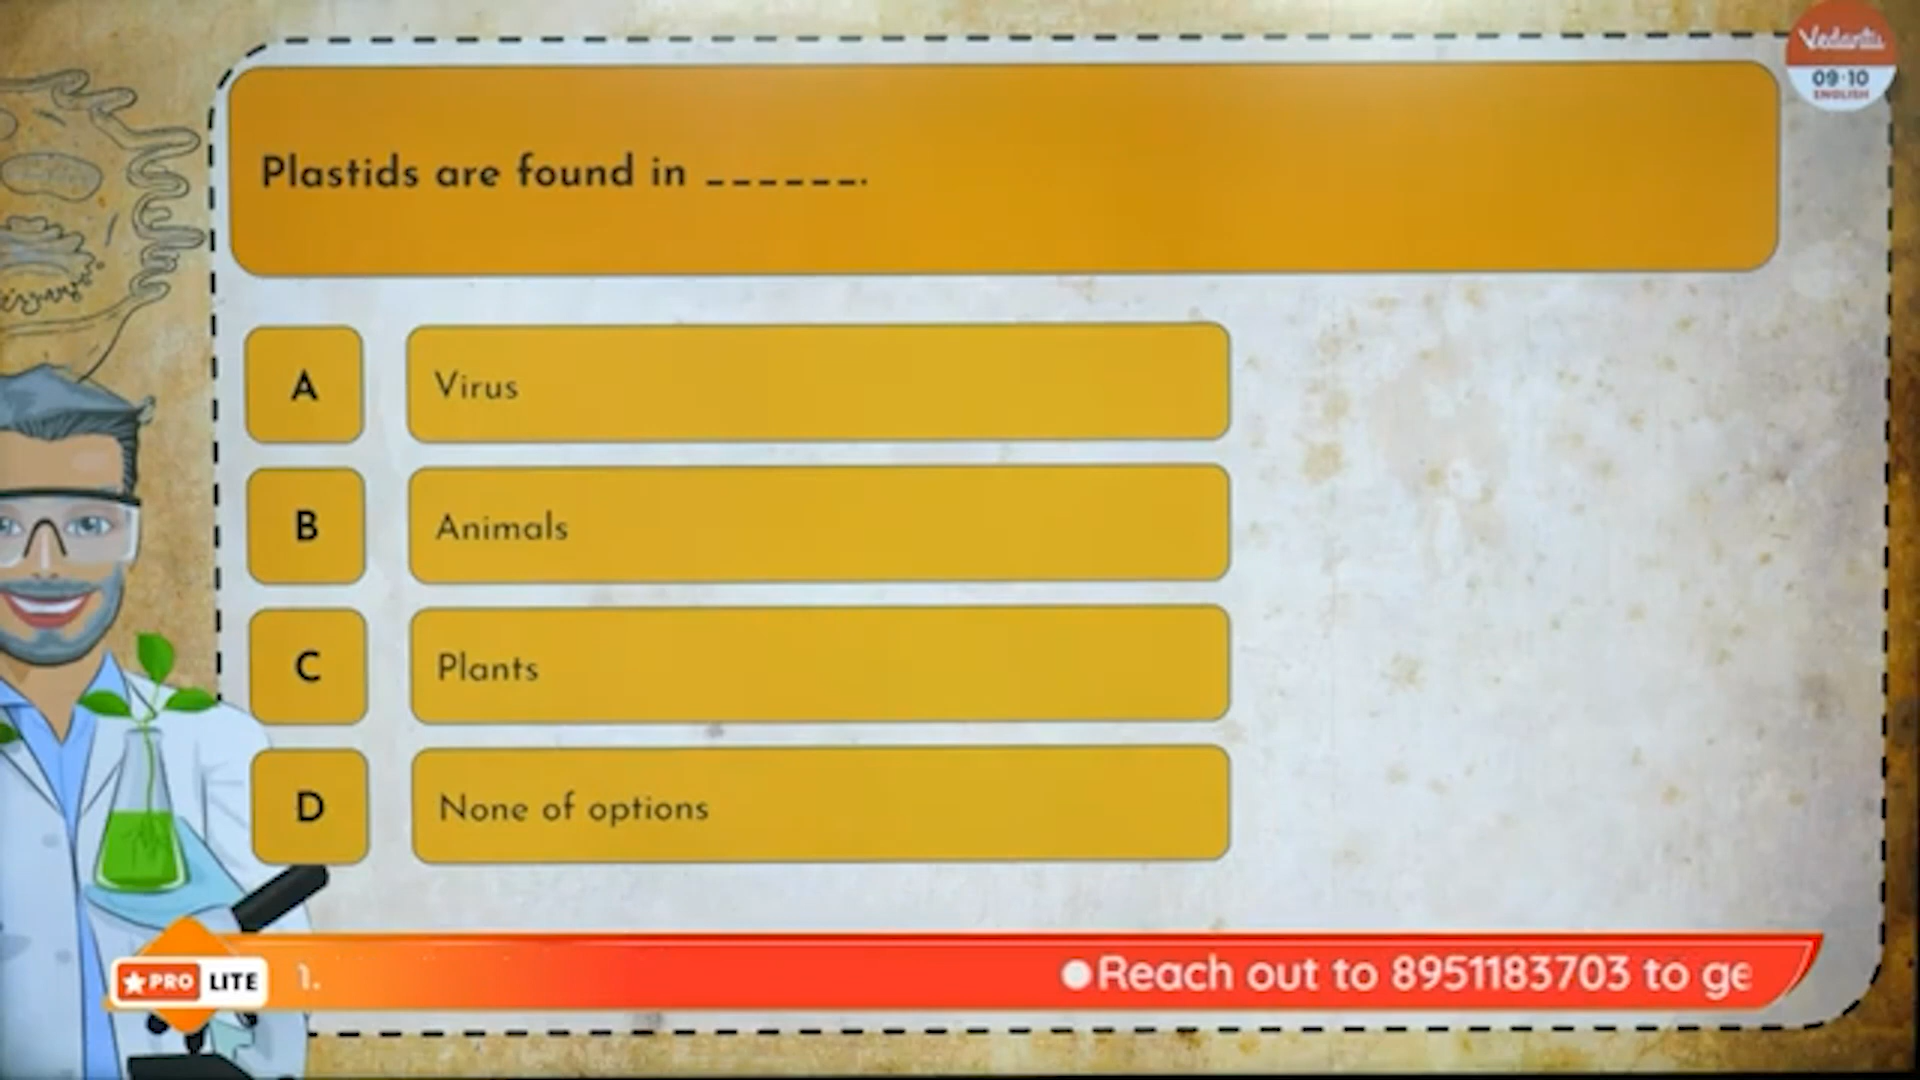 Vedantu
09·10
ENGLISH
Plastids are found in ______.
A
Virus
B
Animals
C
Plants
D
None of options
PRO LITE
1.
Reach out to 8951183703 to ge